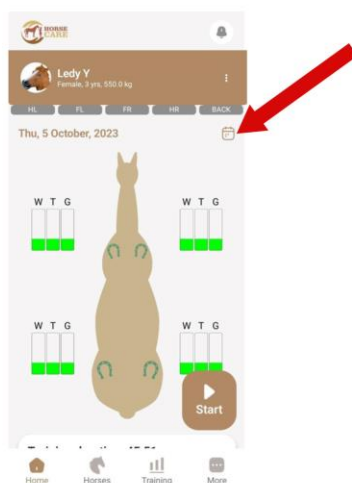 HORSE
CARE
Ledy Y
Female, 3 yrs, 550.0 kg
HL FL FR HR BACK
Thu, 5 October, 2023
W T G W T G
W T G W T G
Start
Home Horses Training More